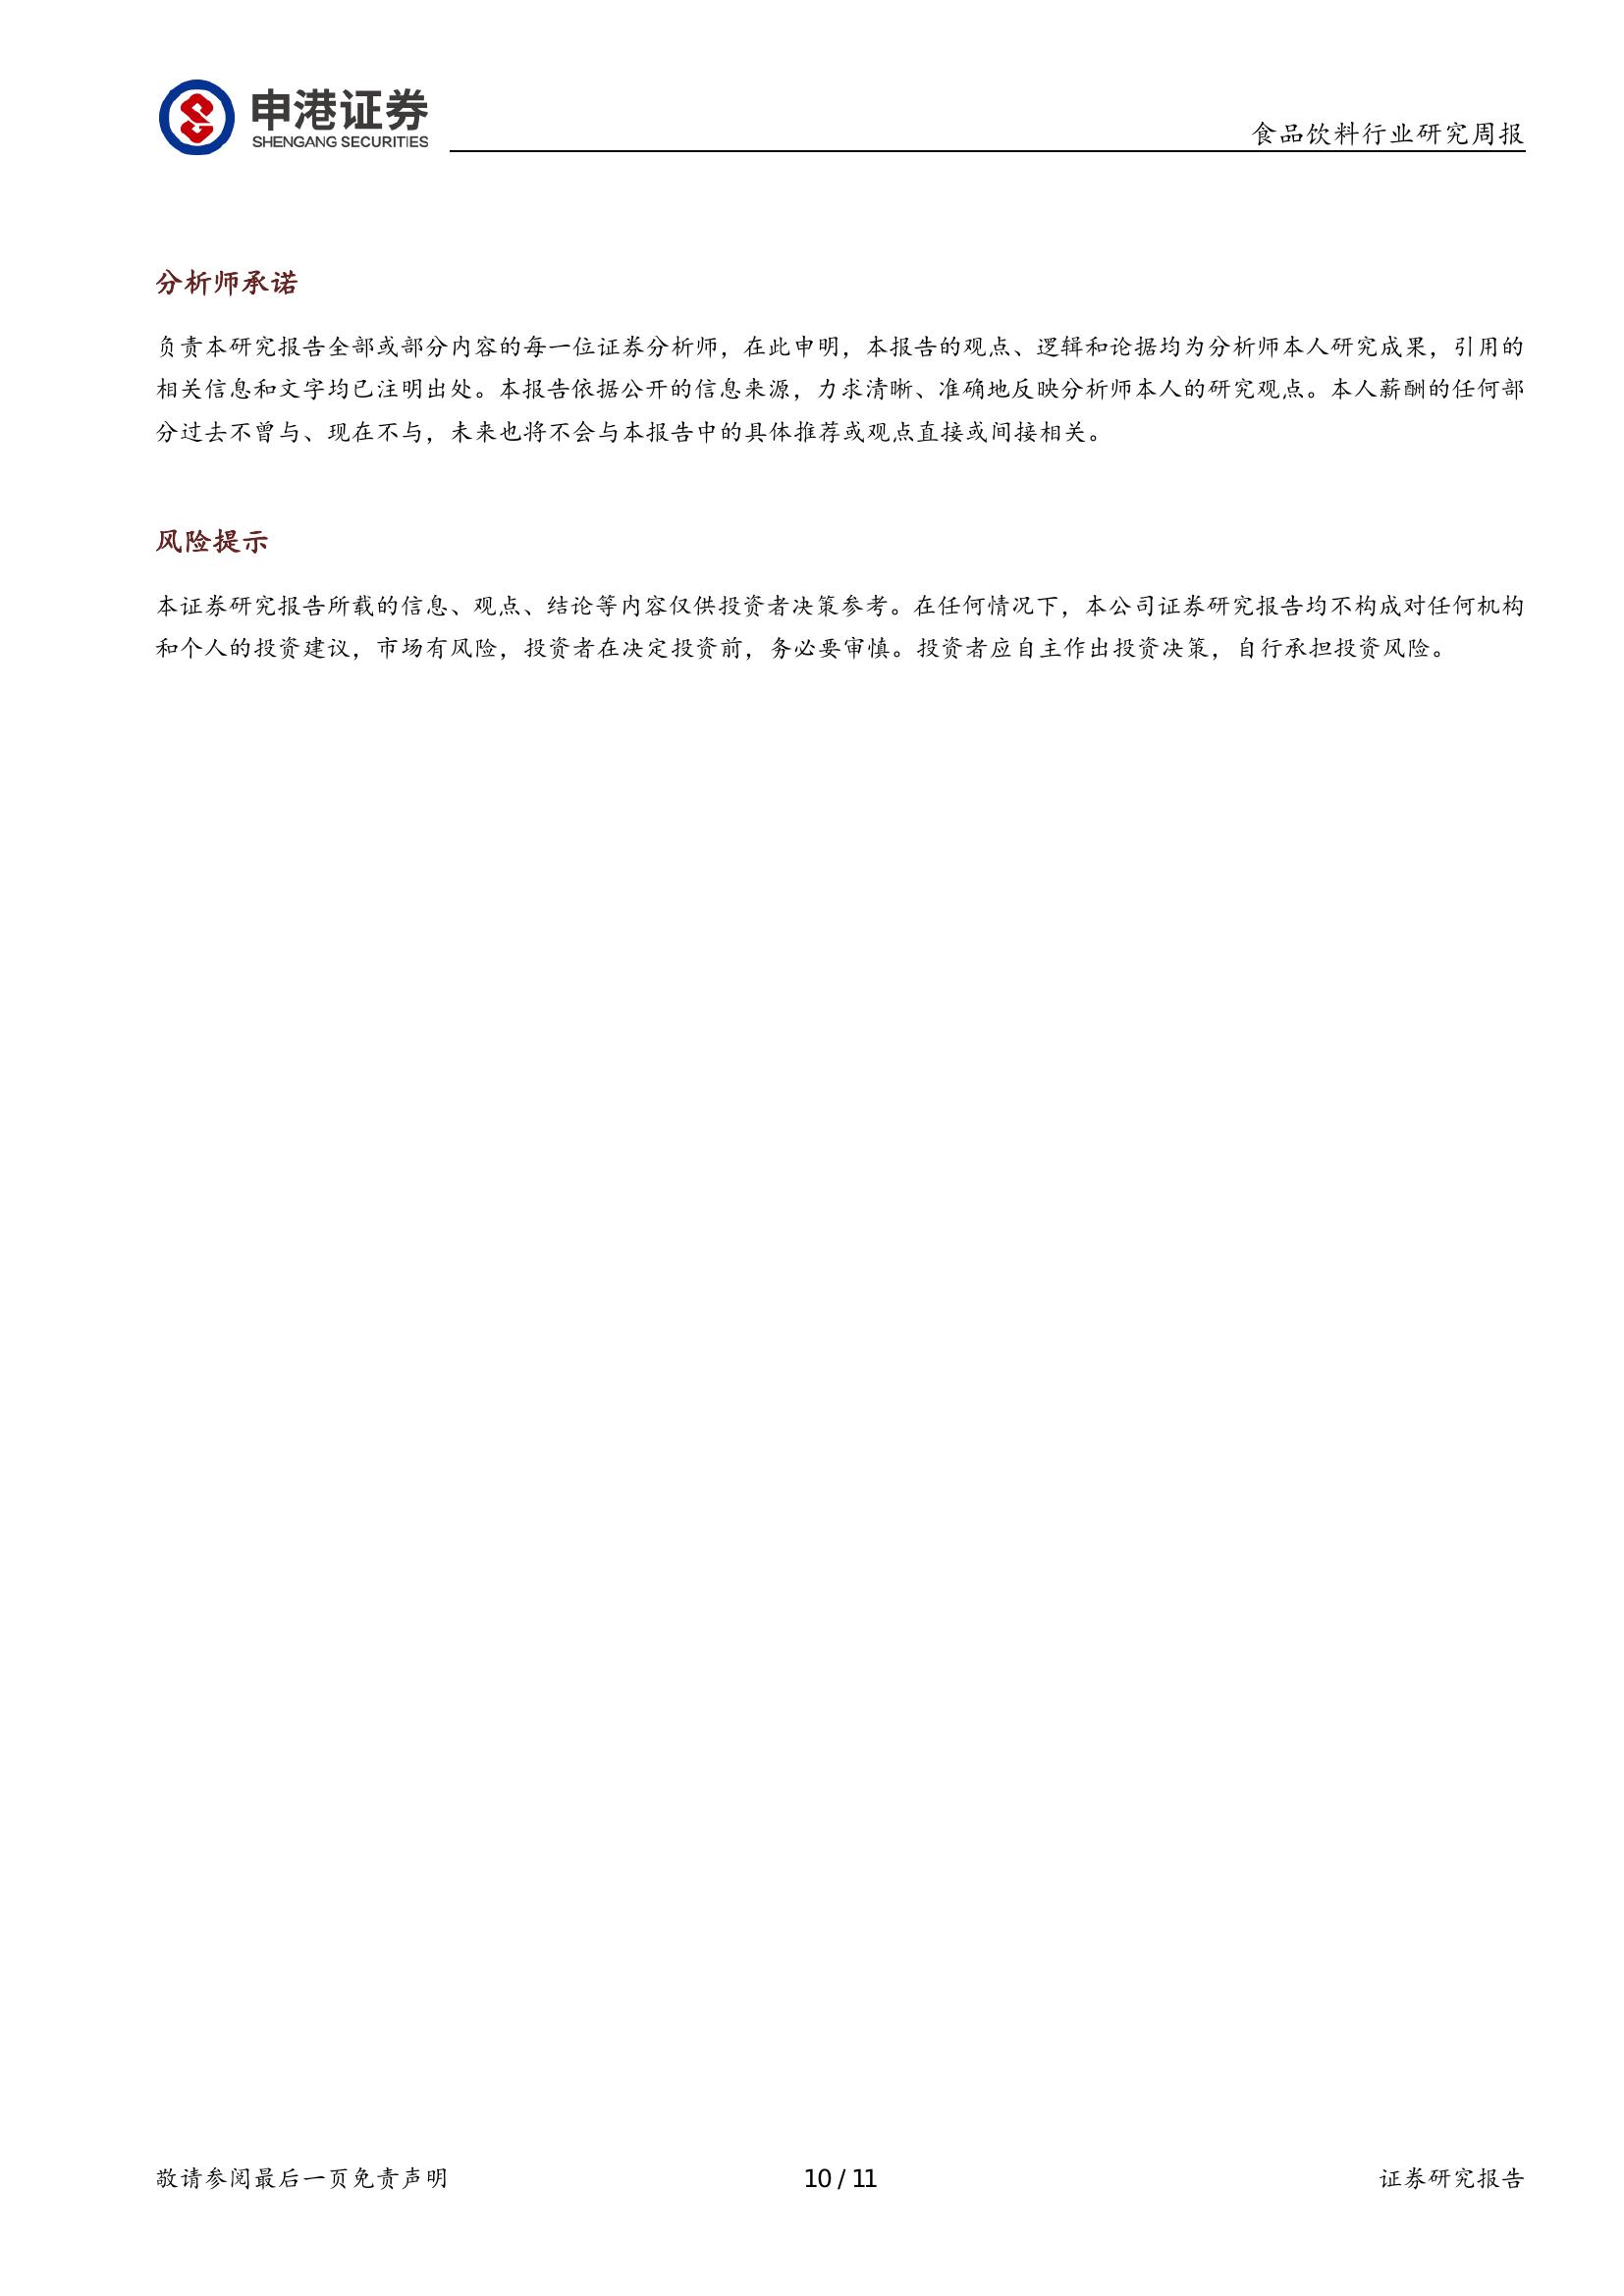 申港证券
SHENGANG SECURITIES
食品饮料行业研究周报
分析师承诺
负责本研究报告全部或部分内容的每一位证券分析师，在此申明，本报告的观点、逻辑和论据均为分析师本人研究成果，引用的
相关信息和文字均已注明出处。本报告依据公开的信息来源，力求清晰、准确地反映分析师本人的研究观点。本人薪酬的任何部
分过去不曾与、现在不与，未来也将不会与本报告中的具体推荐或观点直接或间接相关。
风险提示
本证券研究报告所载的信息、观点、结论等内容仅供投资者决策参考。在任何情况下，本公司证券研究报告均不构成对任何机构
和个人的投资建议，市场有风险，投资者在决定投资前，务必要审慎。投资者应自主作出投资决策，自行承担投资风险。
敬请参阅最后一页免责声明
10 / 11
证券研究报告